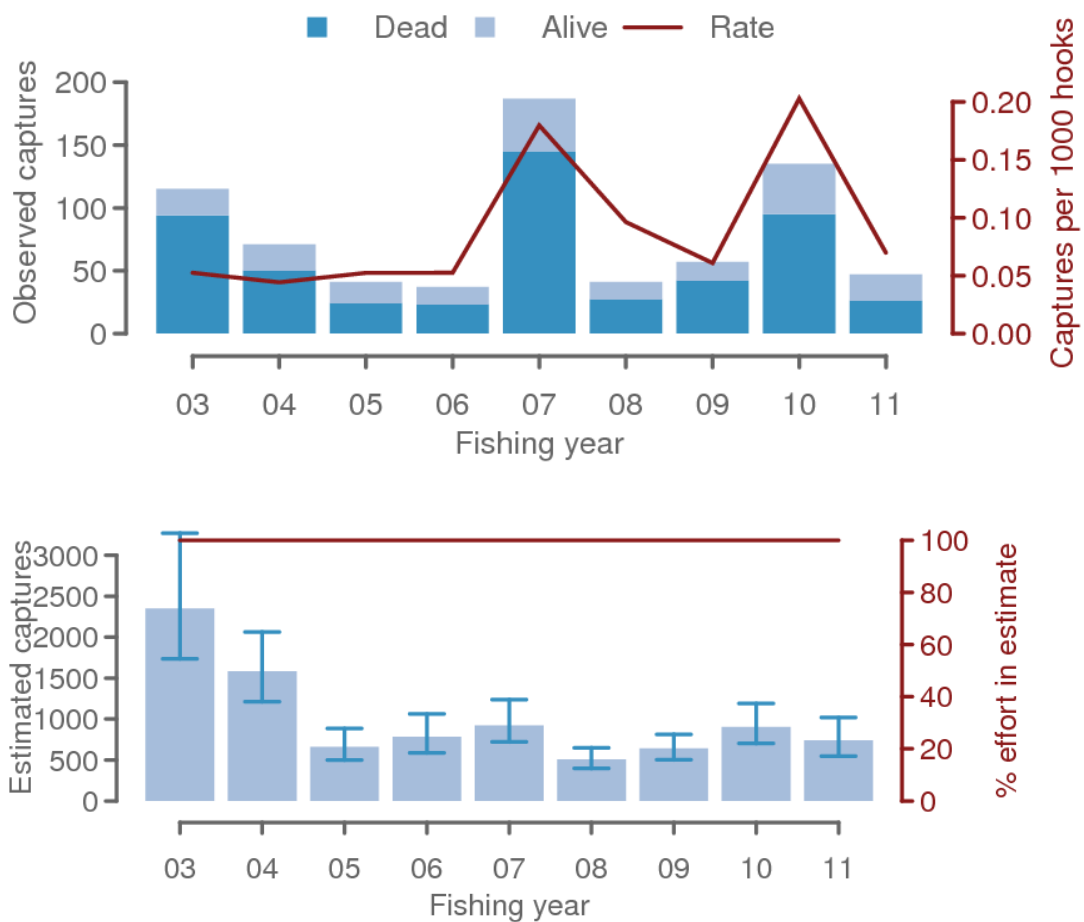 Dead Alive Rate
Observed captures
200
150
100
50
0
Captures per 1000 hooks
0.20
0.15
0.10
0.05
0.00
03 04 05 06 07 08 09 10 11
Fishing year
Estimated captures
3000
2500
2000
1500
1000
500
0
% effort in estimate
100
80
60
40
20
0
03 04 05 06 07 08 09 10 11
Fishing year